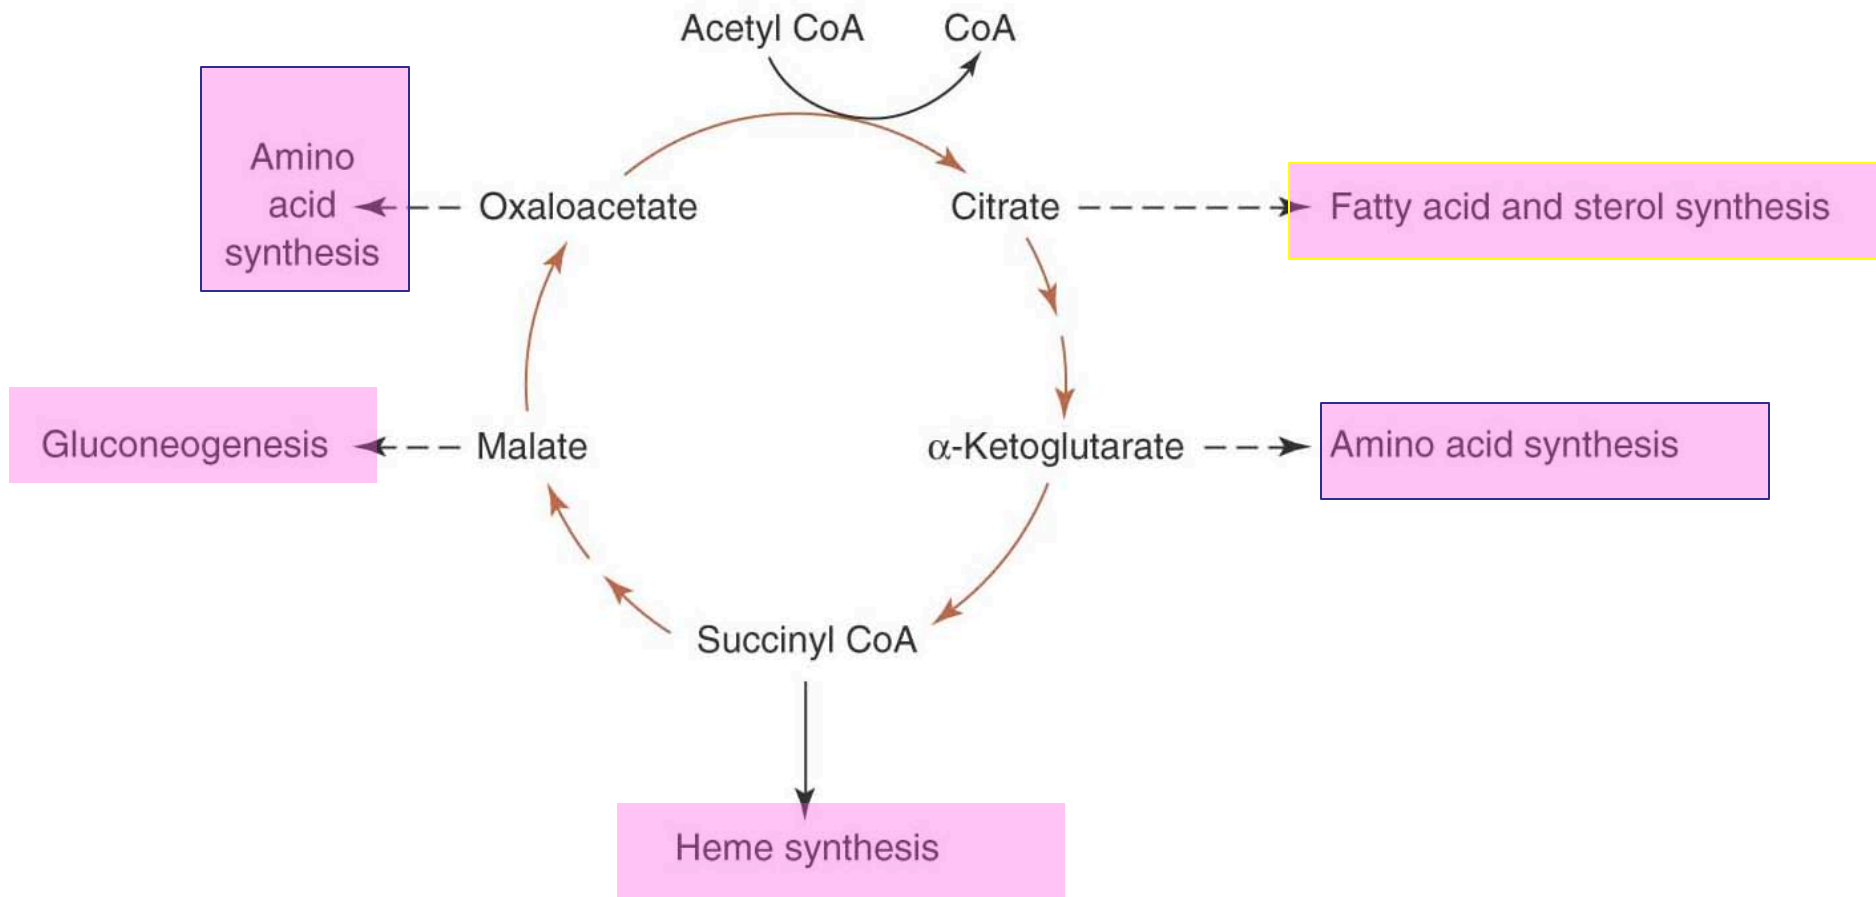 Acetyl CoA
CoA
Amino
acid
synthesis
Oxaloacetate
Citrate
Fatty acid and sterol synthesis
Gluconeogenesis
Malate
α-Ketoglutarate
Amino acid synthesis
Succinyl CoA
Heme synthesis